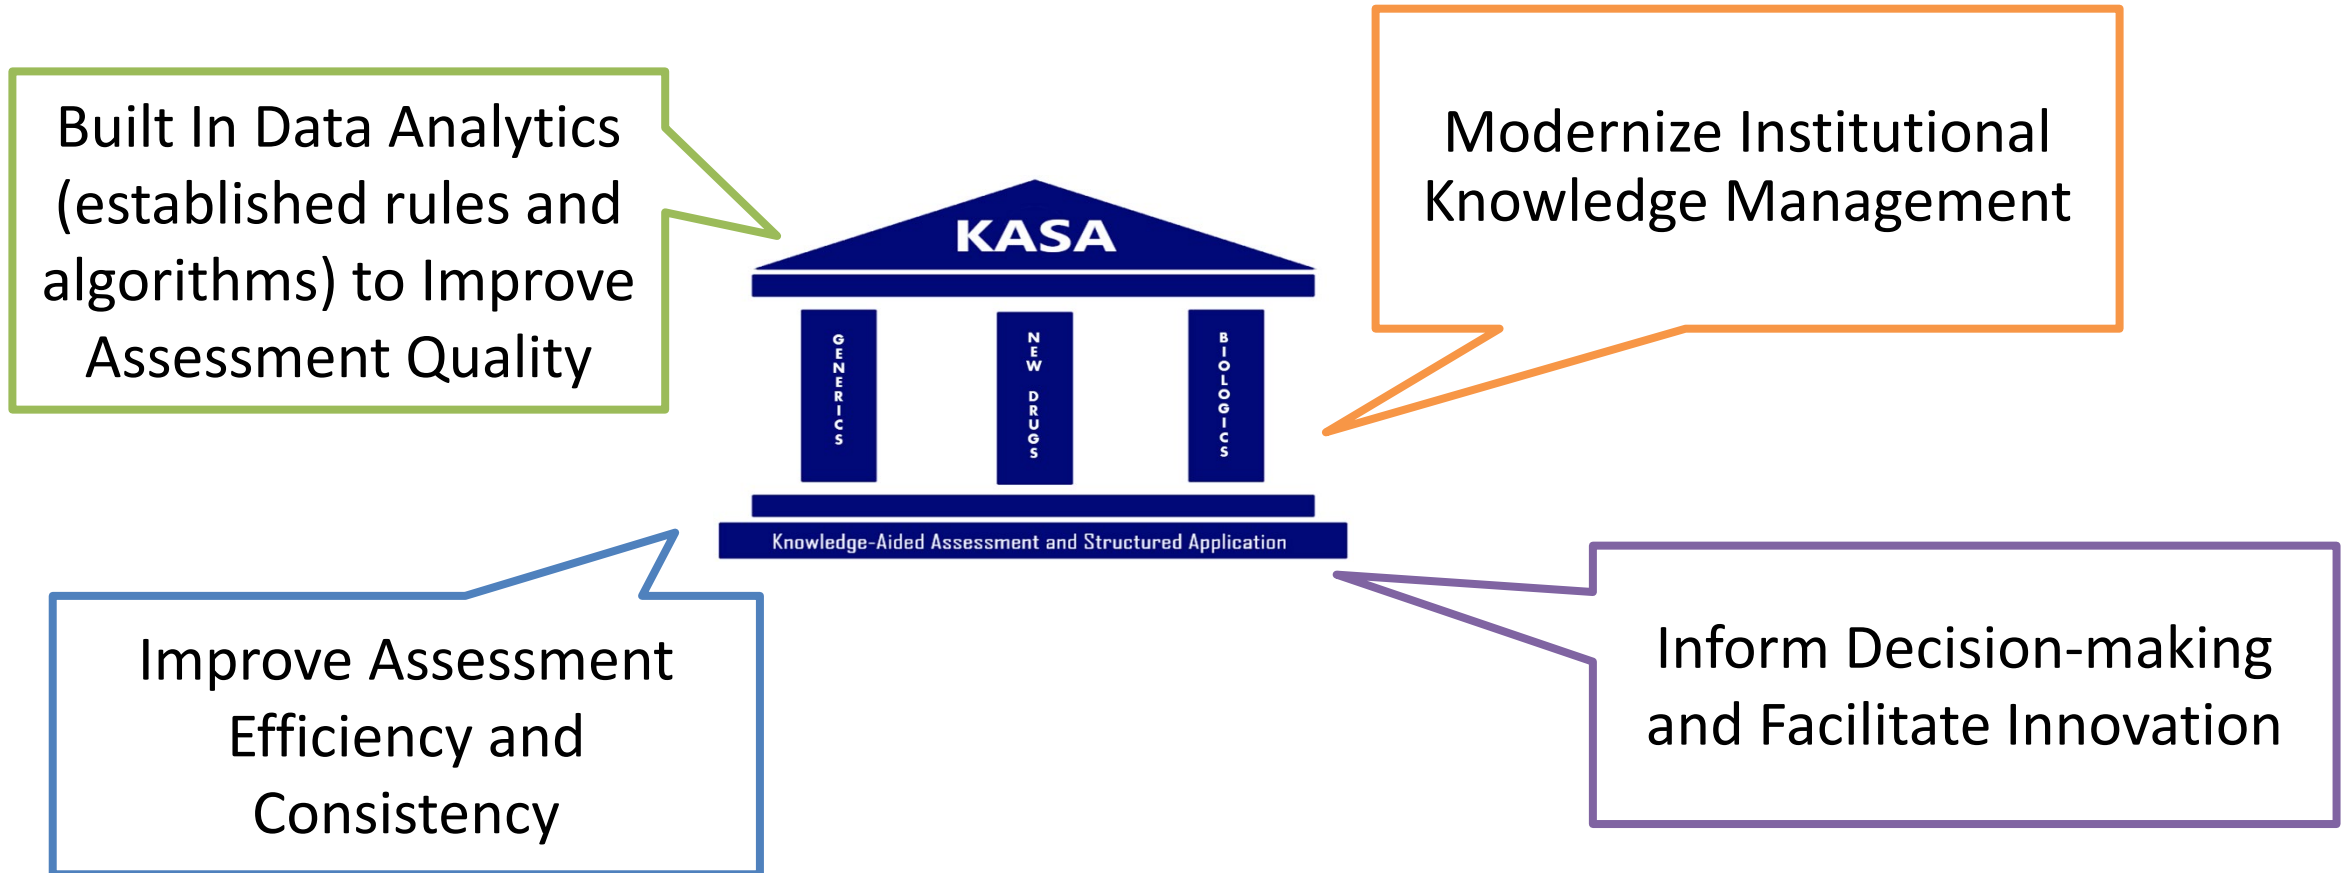 Built In Data Analytics
(established rules and
algorithms) to Improve
Assessment Quality
Modernize Institutional
Knowledge Management
KASA
GENERICS
NEW DRUGS
BIOLOGICS
Knowledge-Aided Assessment and Structured Application
Improve Assessment
Efficiency and
Consistency
Inform Decision-making
and Facilitate Innovation